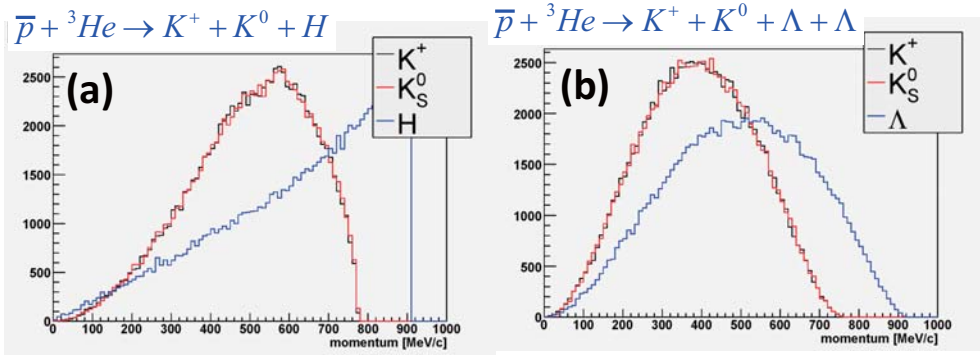 p̅ + ³He → K⁺ + K⁰ + H
(a)
K⁺
K⁰_S
H
2500
2000
1500
1000
500
0
0 100 200 300 400 500 600 700 800 900 1000
momentum [MeV/c]
p̅ + ³He → K⁺ + K⁰ + Λ + Λ
(b)
K⁺
K⁰_S
Λ
2500
2000
1500
1000
500
0
0 100 200 300 400 500 600 700 800 900 1000
momentum [MeV/c]